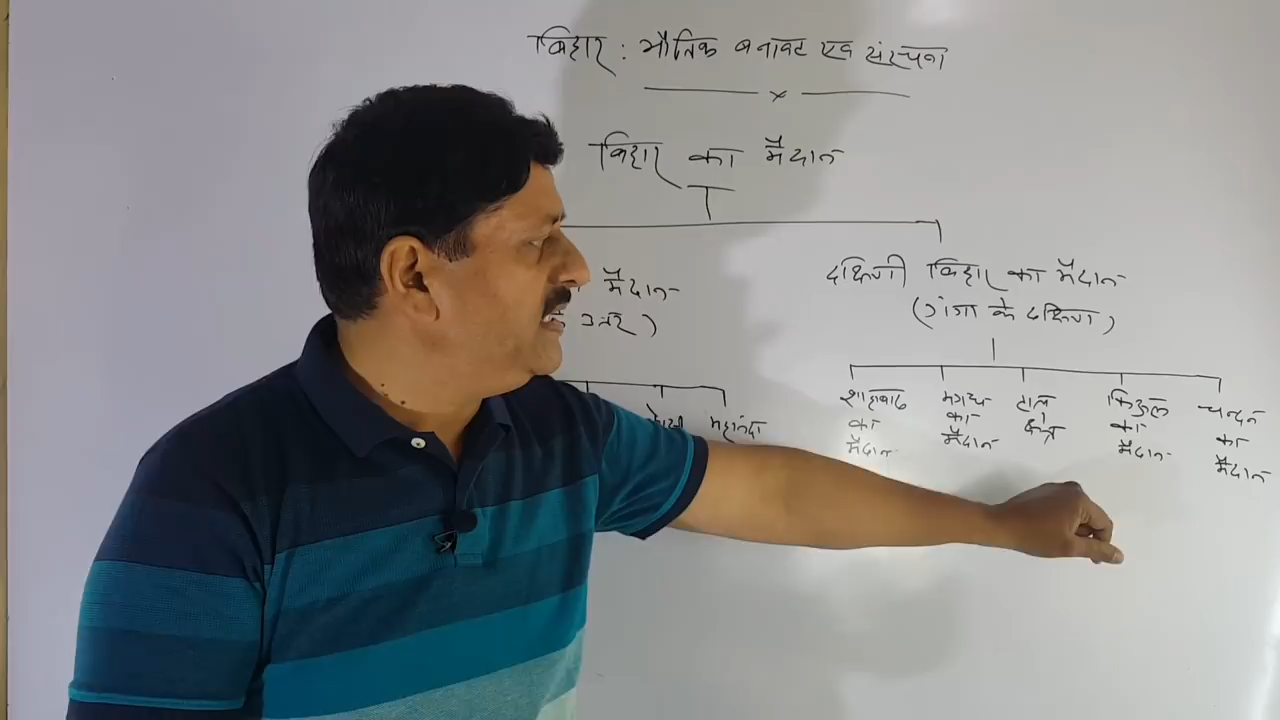 बिहार : भौतिक बनावट एवं संरचना
बिहार का मैदान
मैदान
उत्तर )
महानंदा
दक्षिणी बिहार का मैदान
(गंगा के दक्षिण)
शाहाबाद का मैदान
मगध का मैदान
टाल क्षेत्र
किऊल का मैदान
चन्दन का मैदान